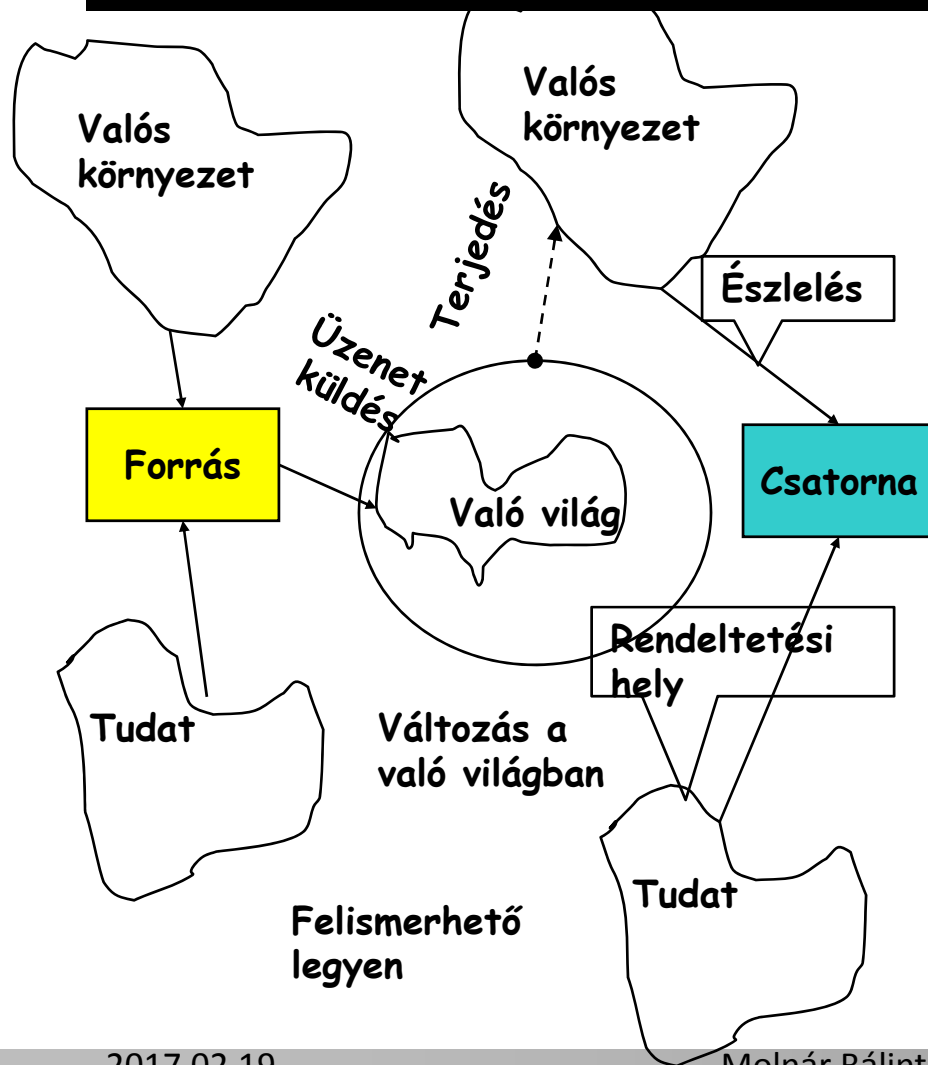 Valós
környezet
Valós
környezet
Terjedés
Észlelés
Üzenet
küldés
Forrás
Való világ
Csatorna
Rendeltetési
hely
Tudat
Változás a
való világban
Tudat
Felismerhető
legyen
2017.02.19.
Molnár Bálint